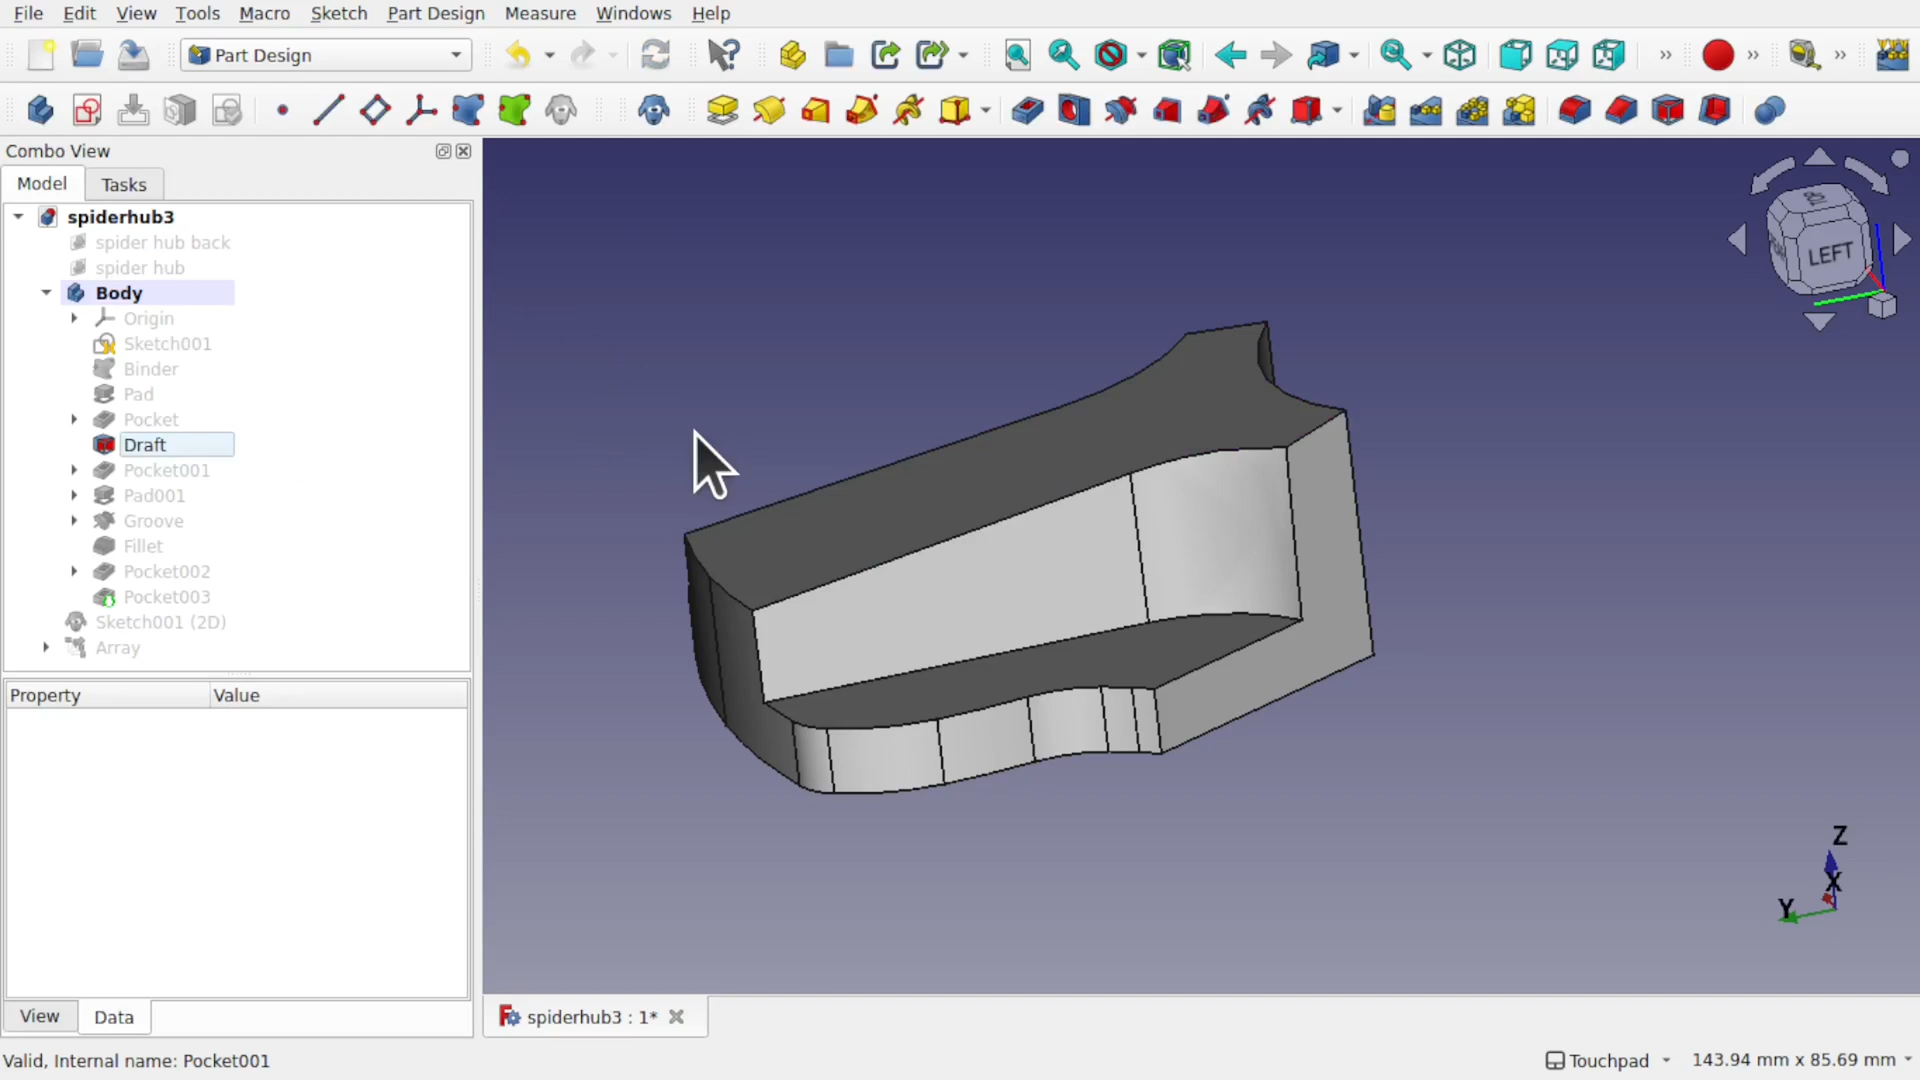 File Edit View Tools Macro Sketch Part Design Measure Windows Help
Part Design
Combo View
Model Tasks
spiderhub3
spider hub back
spider hub
Body
Origin
Sketch001
Binder
Pad
Pocket
Draft
Pocket001
Pad001
Groove
Fillet
Pocket002
Pocket003
Sketch001 (2D)
Array
Property Value
View Data
LEFT
Z
X
Y
spiderhub3 : 1*
Valid, Internal name: Pocket001
Touchpad 143.94 mm x 85.69 mm